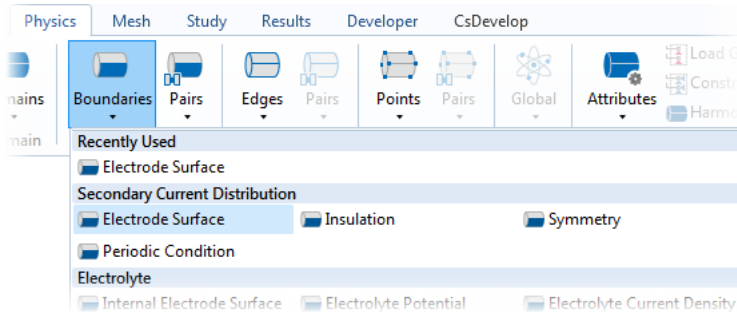 Physics Mesh Study Results Developer CsDevelop
Boundaries Pairs Edges Pairs Points Pairs Global Attributes
Load
Recently Used
Electrode Surface
Secondary Current Distribution
Electrode Surface Insulation Symmetry
Periodic Condition
Electrolyte
Internal Electrode Surface Electrolyte Potential Electrolyte Current Density